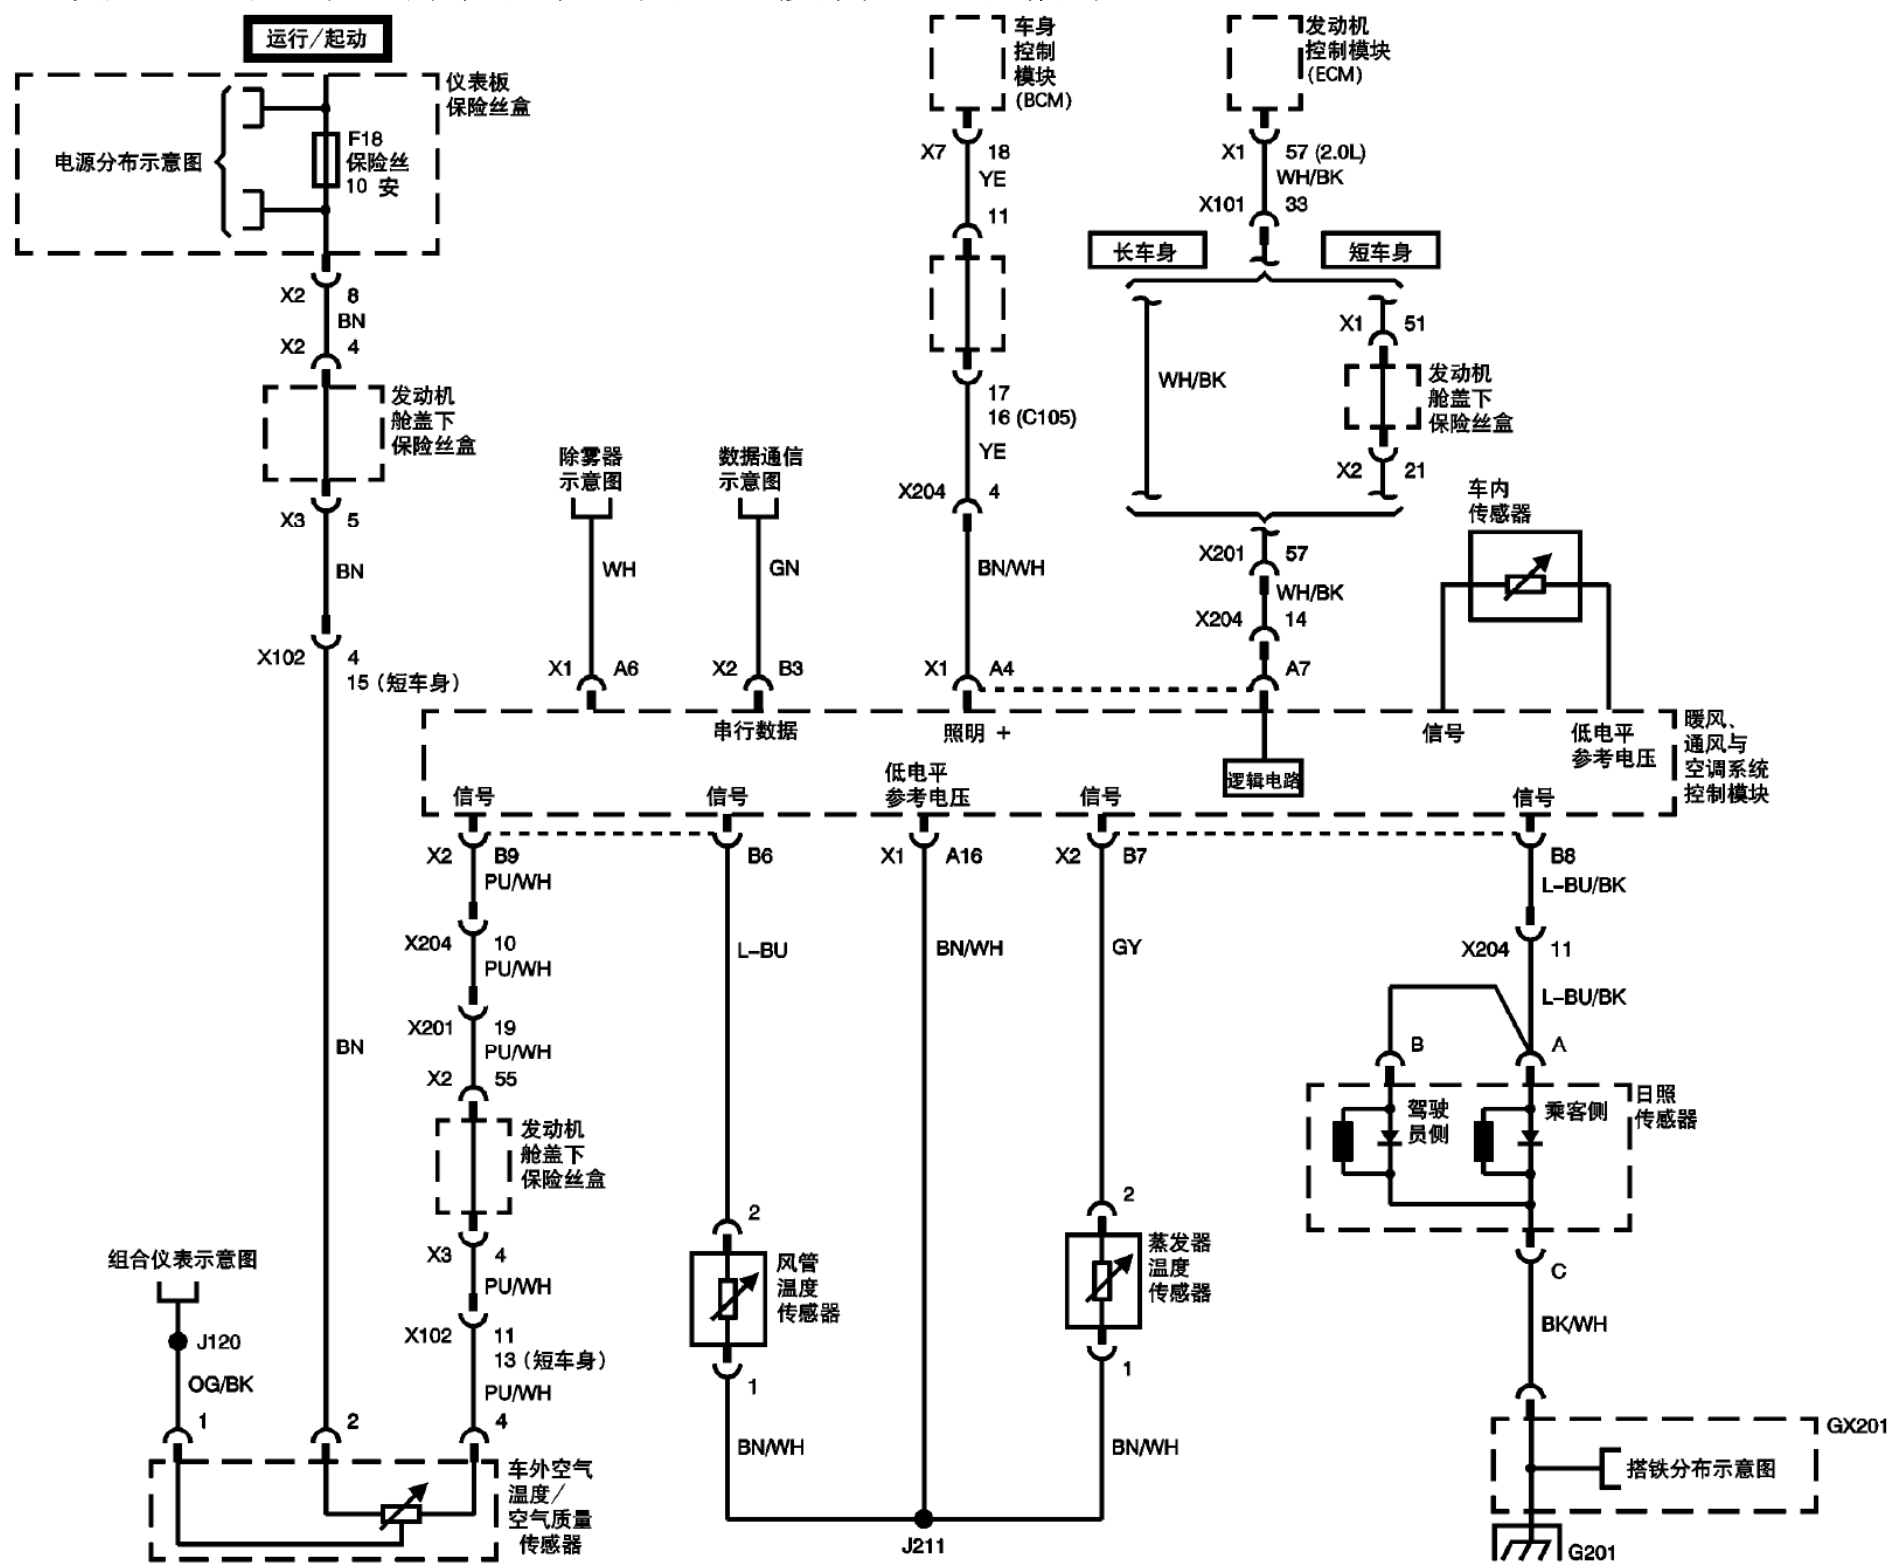 运行/起动
仪表板
保险丝盒
电源分布示意图
F18
保险丝
10 安
X2 8
BN
X2 4
发动机
舱盖下
保险丝盒
X3 5
BN
X102 4
15 (短车身)
BN
车身
控制
模块
(BCM)
X7 18
YE
11
17
16 (C105)
YE
X204 4
BN/WH
X1 A4
发动机
控制模块
(ECM)
X1 57 (2.0L)
WH/BK
X101 33
长车身
短车身
WH/BK
X1 51
发动机
舱盖下
保险丝盒
X2 21
X201 57
WH/BK
X204 14
A7
除雾器
示意图
WH
X1 A6
数据通信
示意图
GN
X2 B3
车内
传感器
串行数据
照明 +
逻辑电路
信号
低电平
参考电压
暖风、
通风与
空调系统
控制模块
信号
信号
低电平
参考电压
信号
信号
X2 B9
PU/WH
X204 10
PU/WH
X201 19
PU/WH
X2 55
发动机
舱盖下
保险丝盒
X3 4
PU/WH
X102 11
13 (短车身)
PU/WH
4
B6
L-BU
2
风管
温度
传感器
1
BN/WH
X1 A16
BN/WH
J211
X2 B7
GY
2
蒸发器
温度
传感器
1
BN/WH
B8
L-BU/BK
X204 11
L-BU/BK
B
A
驾驶
员侧
乘客侧
日照
传感器
C
BK/WH
GX201
搭铁分布示意图
G201
组合仪表示意图
J120
OG/BK
1
2
车外空气
温度/
空气质量
传感器